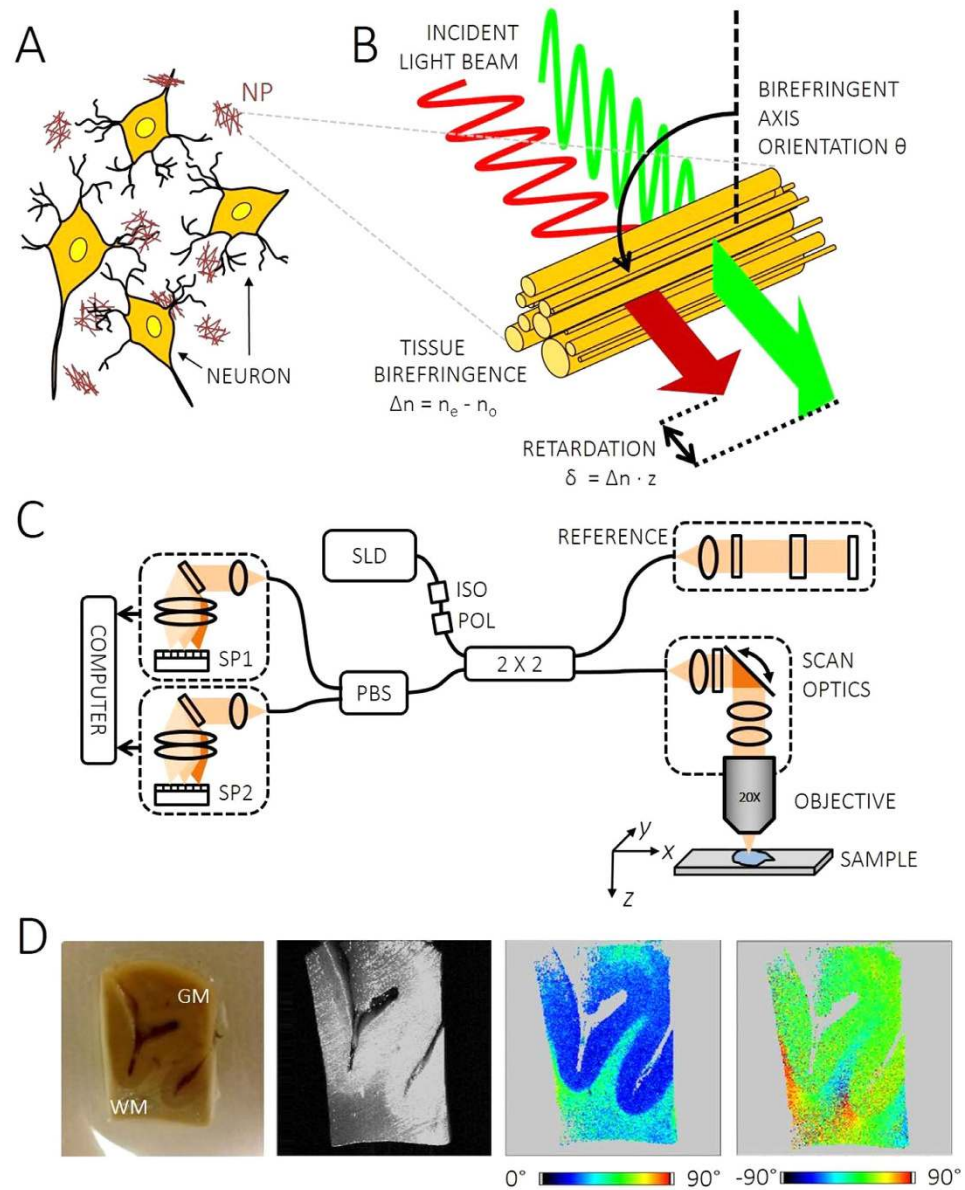 A
NP
NEURON
B
INCIDENT
LIGHT BEAM
BIREFRINGENT
AXIS
ORIENTATION θ
TISSUE
BIREFRINGENCE
Δn = nₑ - nₒ
RETARDATION
δ = Δn · z
C
SLD
ISO
POL
REFERENCE
COMPUTER
SP1
SP2
PBS
2 X 2
SCAN
OPTICS
20X
OBJECTIVE
y
x
z
SAMPLE
D
GM
WM
0°
90°
-90°
90°